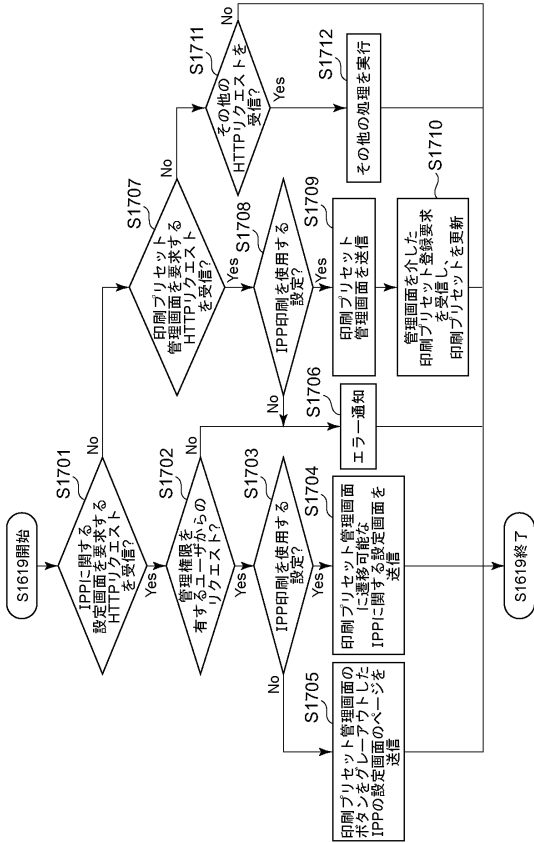 S1619開始
S1701
IPPに関する
設定画面を要求する
HTTPリクエスト
を受信?
No
Yes
S1702
管理権限を
有するユーザからの
リクエスト?
No
Yes
S1703
IPP印刷を使用する
設定?
No
Yes
S1704
印刷プリセット管理画面
に遷移可能な
IPPに関する設定画面を
送信
S1705
印刷プリセット管理画面の
ボタンをグレーアウトした
IPPの設定画面のページを
送信
S1706
エラー通知
S1707
印刷プリセット
管理画面を要求する
HTTPリクエスト
を受信?
No
Yes
S1708
IPP印刷を使用する
設定?
No
Yes
S1709
印刷プリセット
管理画面を送信
S1710
管理画面を介した
印刷プリセット登録要求
を受信し、
印刷プリセットを更新
S1711
その他の
HTTPリクエストを
受信?
No
Yes
S1712
その他の処理を実行
S1619終了